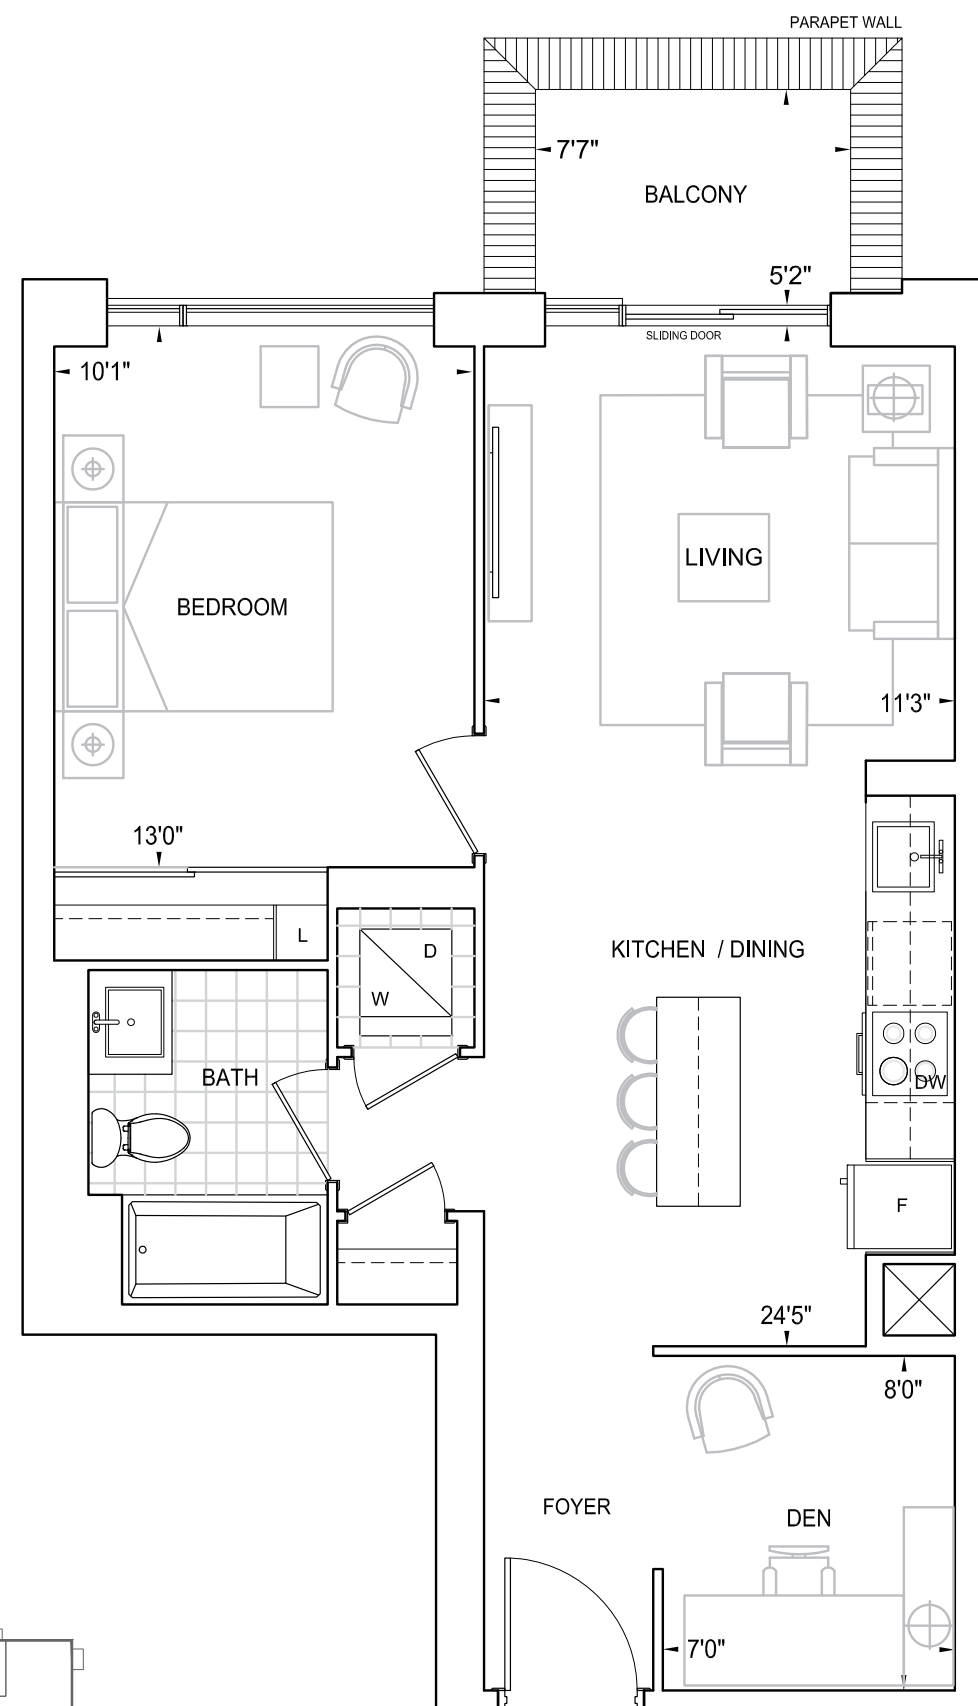 PARAPET WALL
7'7"
BALCONY
5'2"
SLIDING DOOR
10'1"
LIVING
BEDROOM
11'3"
13'0"
L
D
W
KITCHEN / DINING
BATH
DW
F
24'5"
8'0"
FOYER
DEN
7'0"